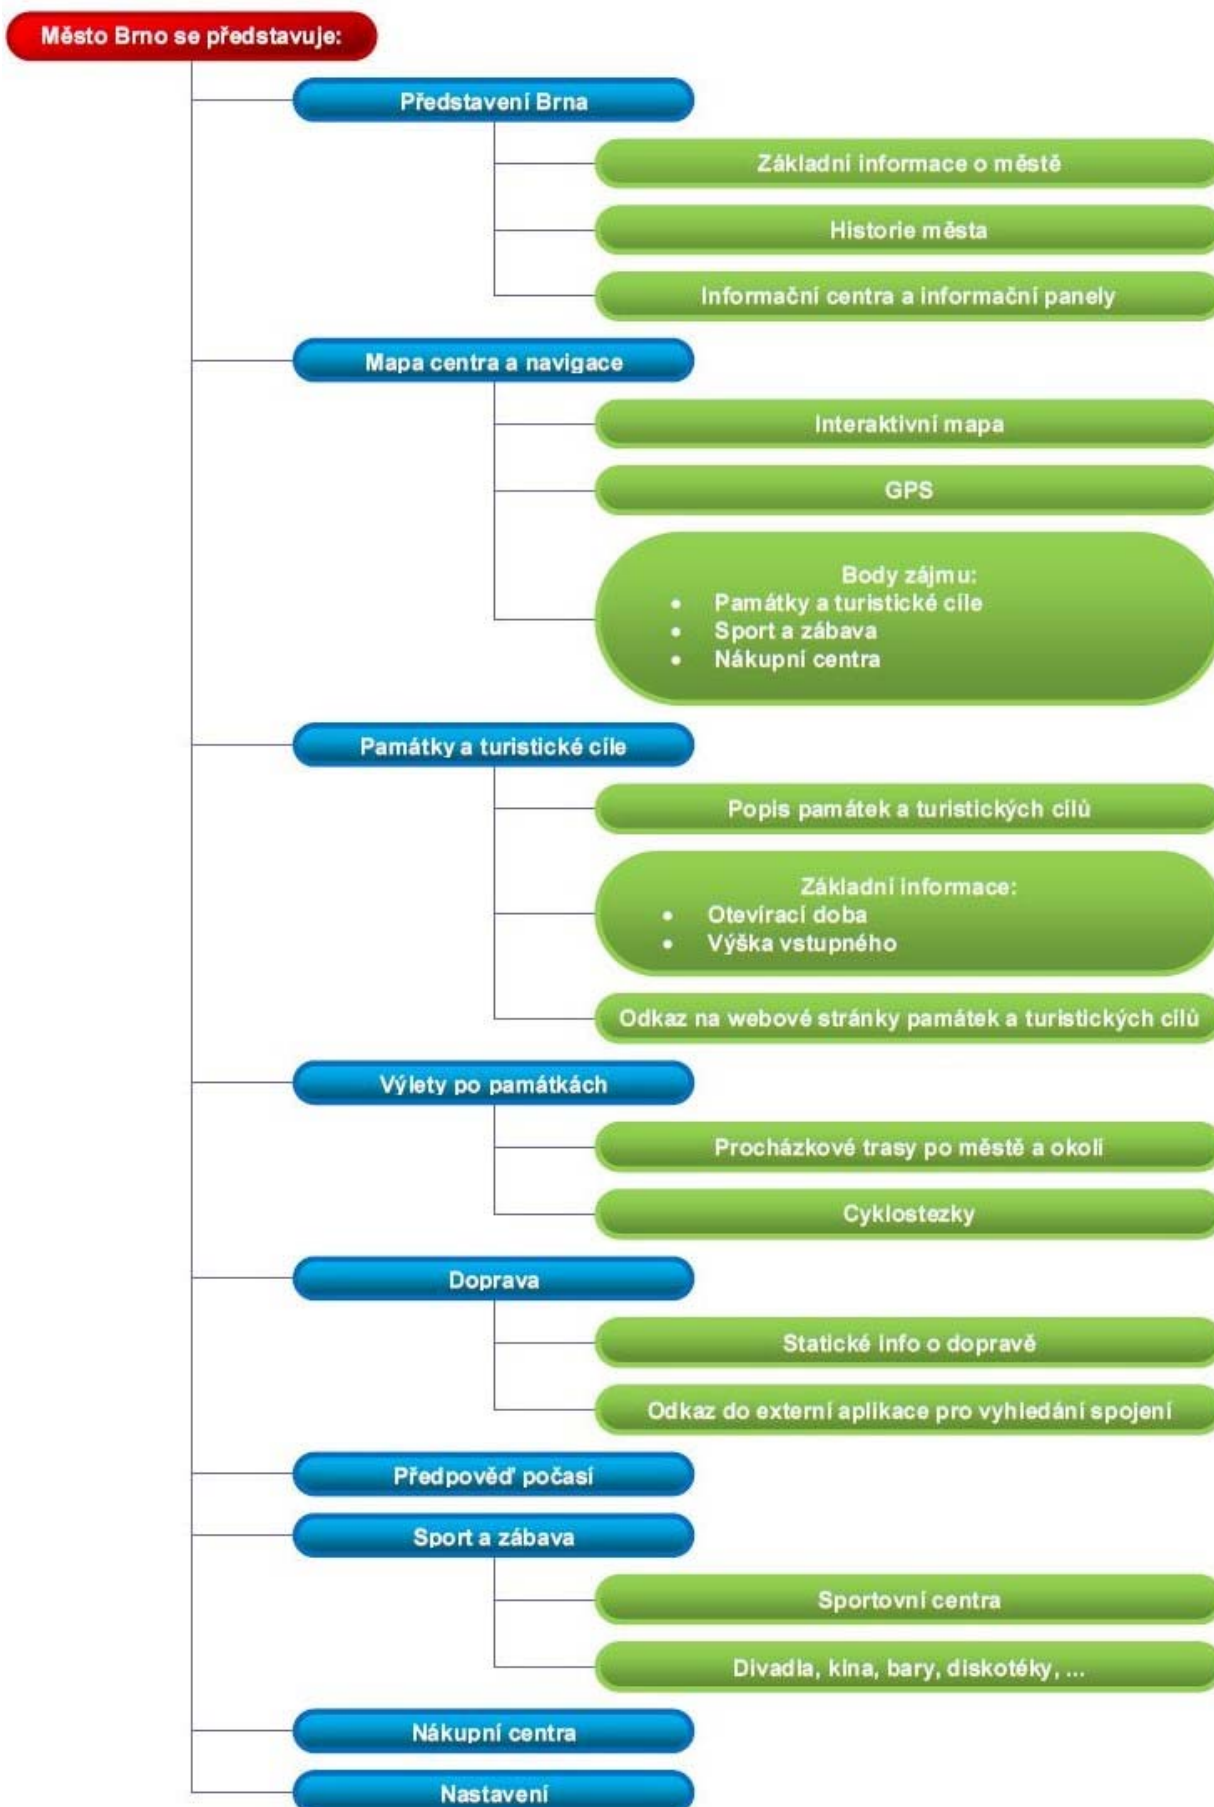 Město Brno se představuje:
Představení Brna
Základní informace o městě
Historie města
Informační centra a informační panely
Mapa centra a navigace
Interaktivní mapa
GPS
Body zájmu:
• Památky a turistické cíle
• Sport a zábava
• Nákupní centra
Památky a turistické cíle
Popis památek a turistických cílů
Základní informace:
• Otevírací doba
• Výška vstupného
Odkaz na webové stránky památek a turistických cílů
Výlety po památkách
Procházkové trasy po městě a okolí
Cyklostezky
Doprava
Statické info o dopravě
Odkaz do externí aplikace pro vyhledání spojení
Předpověď počasí
Sport a zábava
Sportovní centra
Divadla, kina, bary, diskotéky, ...
Nákupní centra
Nastavení